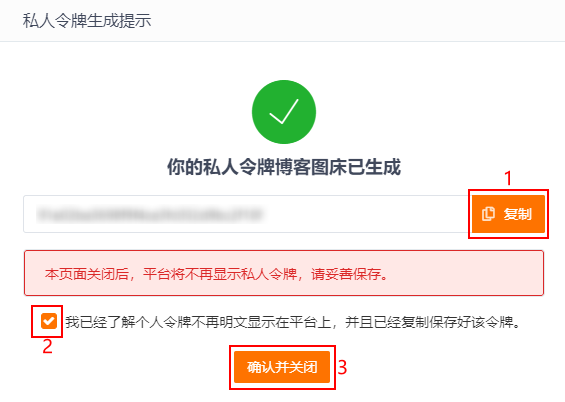 私人令牌生成提示
你的私人令牌博客图床已生成
1
复制
本页面关闭后，平台将不再显示私人令牌，请妥善保存。
我已经了解个人令牌不再明文显示在平台上，并且已经复制保存好该令牌。
2
确认并关闭 3